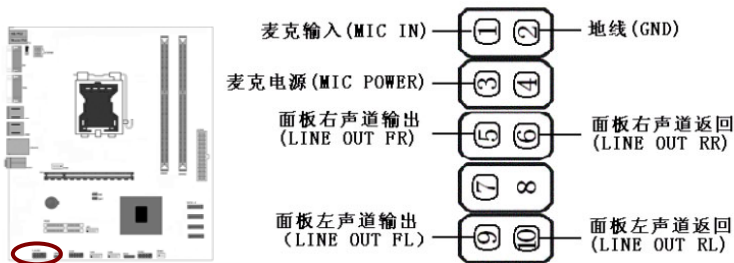 麦克输入(MIC IN)
1 2
地线(GND)
麦克电源(MIC POWER)
3 4
面板右声道输出
(LINE OUT FR)
5 6
面板右声道返回
(LINE OUT RR)
7 8
面板左声道输出
(LINE OUT FL)
9 10
面板左声道返回
(LINE OUT RL)